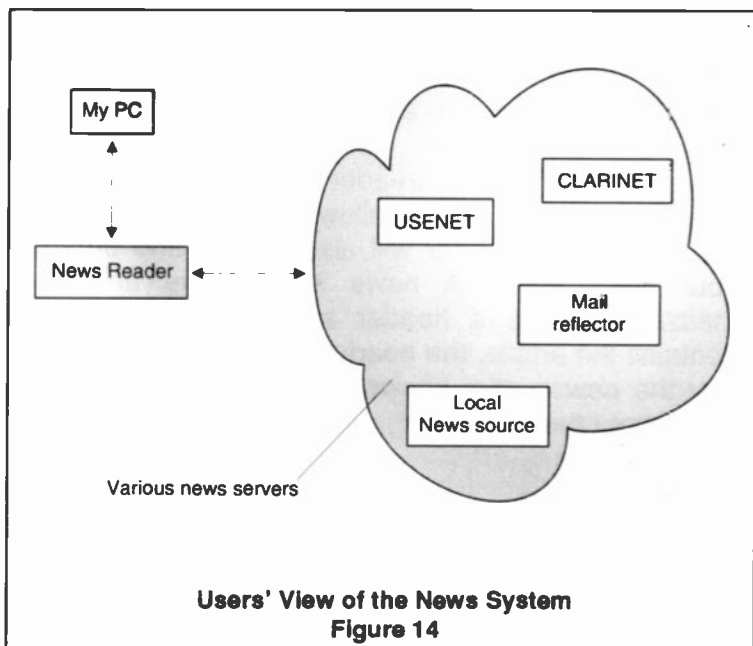 My PC
News Reader
USENET
CLARINET
Mail
reflector
Local
News source
Various news servers
Users' View of the News System
Figure 14